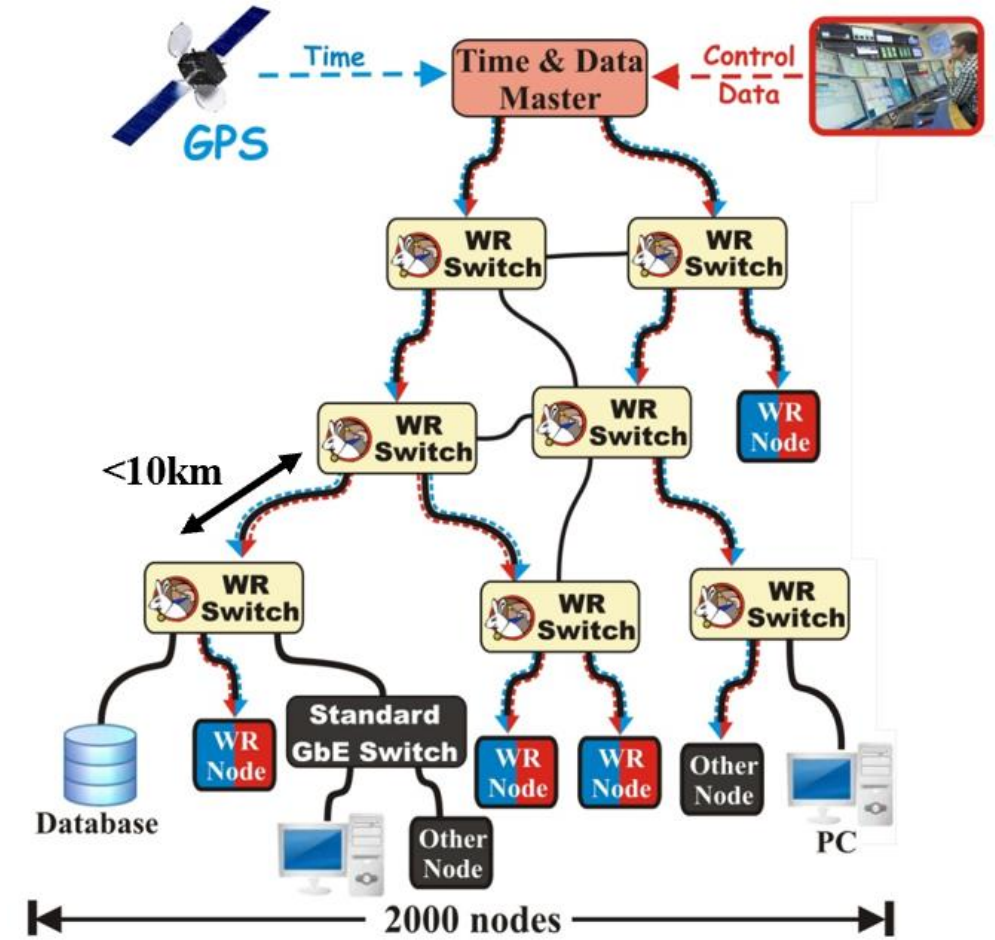 Time
Time & Data
Master
Control
Data
GPS
WR
Switch
WR
Switch
WR
Switch
WR
Switch
WR
Node
<10km
WR
Switch
WR
Switch
WR
Switch
Standard
GbE Switch
WR
Node
WR
Node
WR
Node
Other
Node
Database
Other
Node
PC
2000 nodes